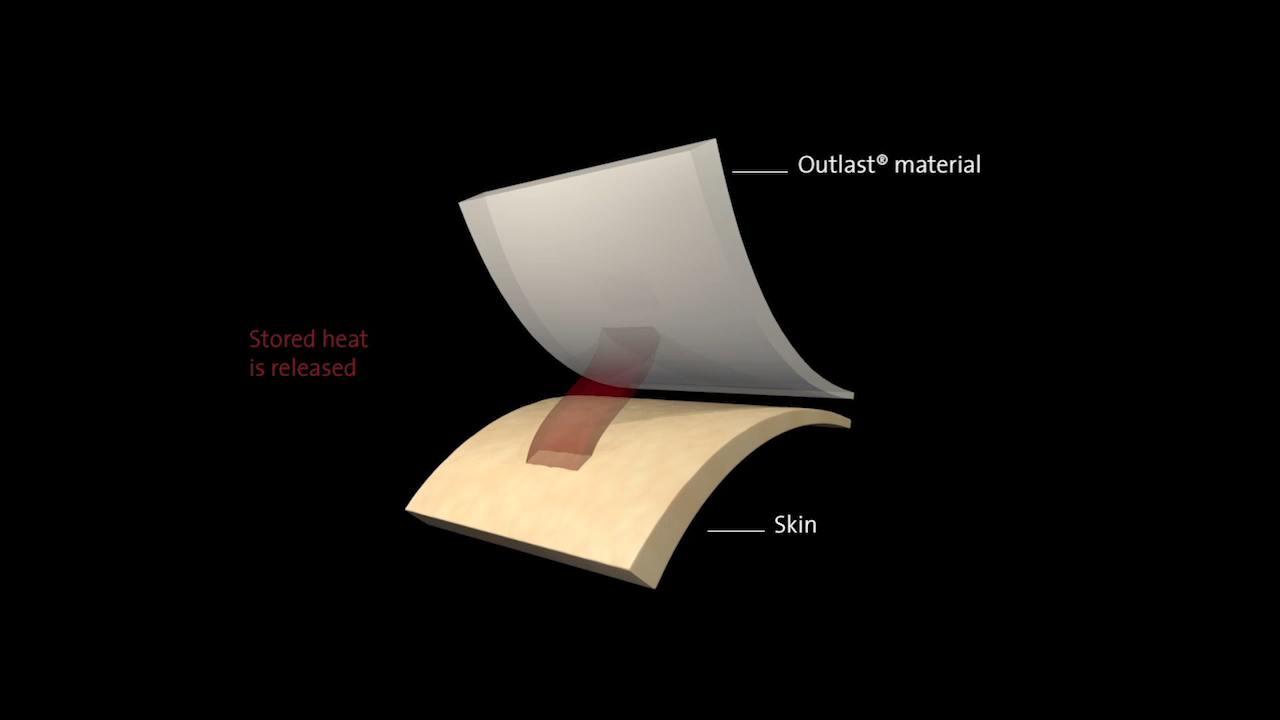 Outlast® material
Stored heat
is released
Skin